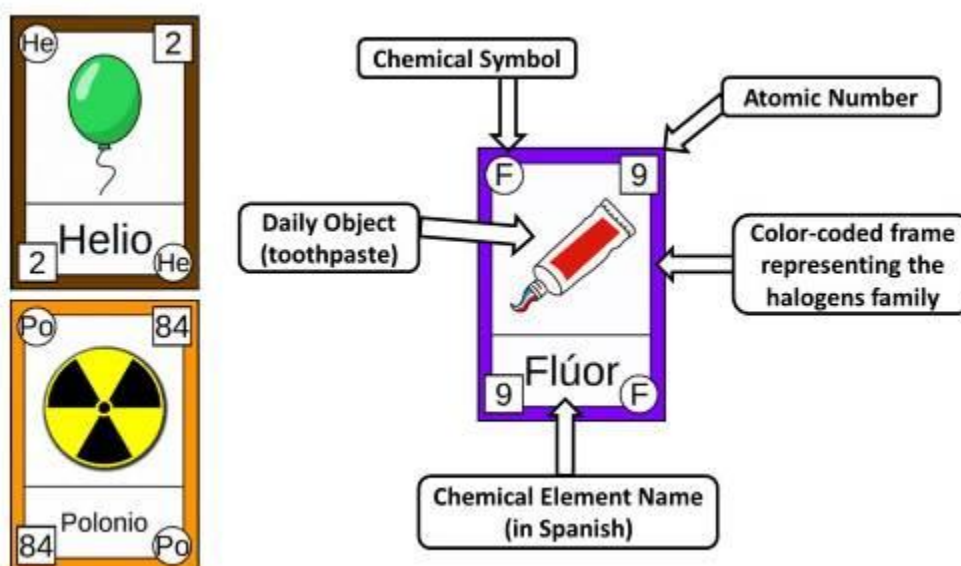 He
2
Helio
2
He
Po
84
Polonio
84
Po
Chemical Symbol
Atomic Number
F
9
Daily Object
(toothpaste)
Color-coded frame
representing the
halogens family
Flúor
9
F
Chemical Element Name
(in Spanish)